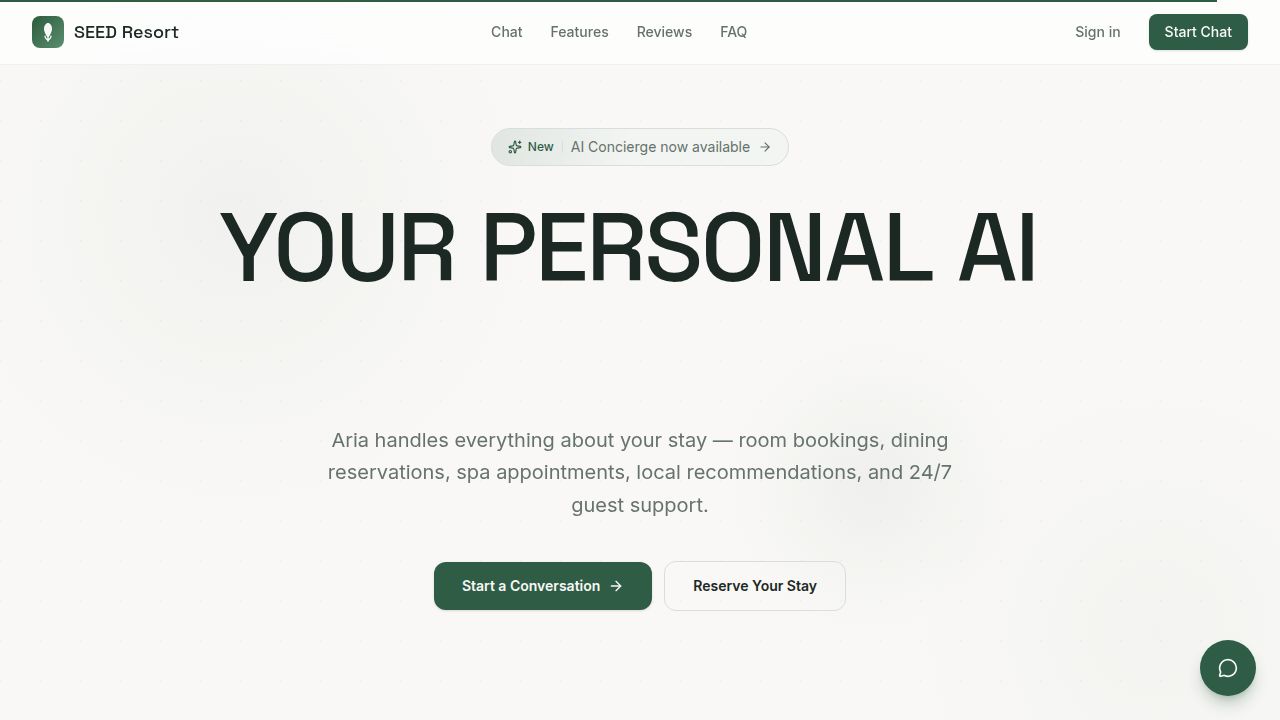 SEED Resort
Chat
Features
Reviews
FAQ
Sign in
Start Chat
New
AI Concierge now available
YOUR PERSONAL AI
Aria handles everything about your stay — room bookings, dining
reservations, spa appointments, local recommendations, and 24/7
guest support.
Start a Conversation
Reserve Your Stay